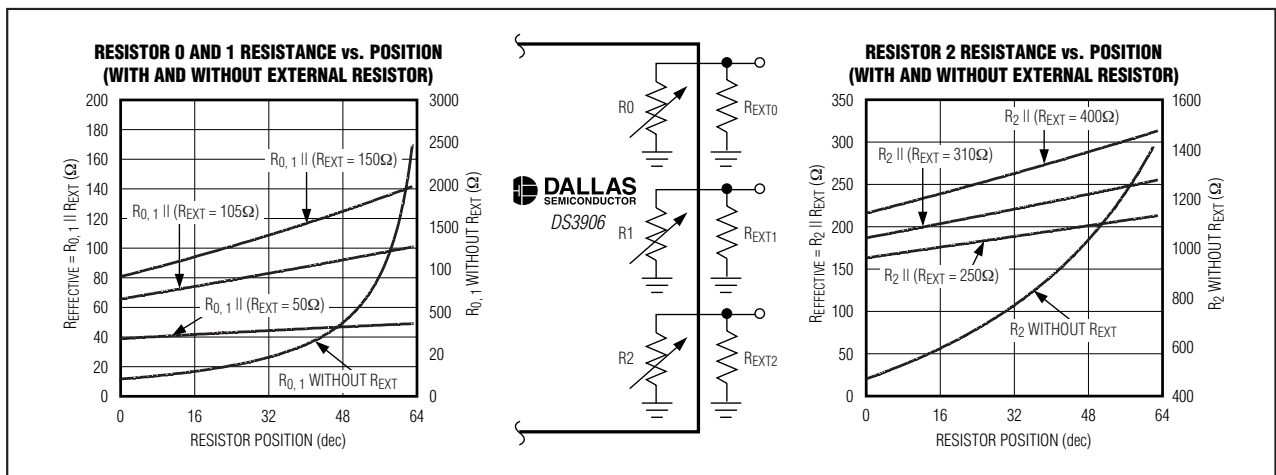 RESISTOR 0 AND 1 RESISTANCE vs. POSITION
(WITH AND WITHOUT EXTERNAL RESISTOR)
200
180
160
140
120
100
80
60
40
20
0
REFFECTIVE = R0, 1 || REXT (Ω)
3000
2500
2000
1300
100
300
20
0
R0, 1 WITHOUT REXT (Ω)
R0, 1 || (REXT = 150Ω)
R0, 1 || (REXT = 105Ω)
R0, 1 || (REXT = 50Ω)
R0, 1 WITHOUT REXT
0
16
32
48
64
RESISTOR POSITION (dec)
R0
REXT0
DALLAS
SEMICONDUCTOR
DS3906
R1
REXT1
R2
REXT2
RESISTOR 2 RESISTANCE vs. POSITION
(WITH AND WITHOUT EXTERNAL RESISTOR)
350
300
250
200
150
100
50
0
REFFECTIVE = R2 || REXT (Ω)
1600
1400
1200
1000
800
600
400
R2 WITHOUT REXT (Ω)
R2 || (REXT = 400Ω)
R2 || (REXT = 310Ω)
R2 || (REXT = 250Ω)
R2 WITHOUT REXT
0
16
32
48
64
RESISTOR POSITION (dec)